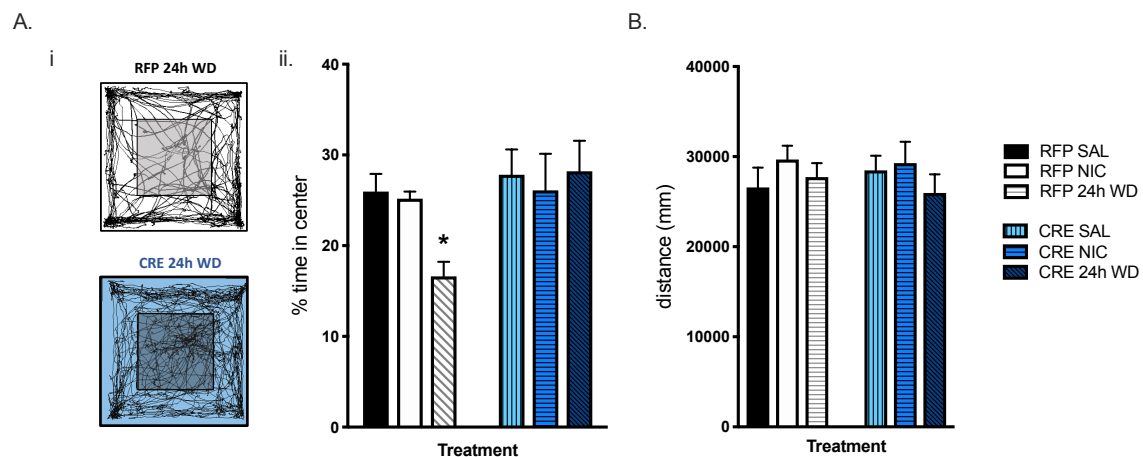 A.
i
RFP 24h WD
CRE 24h WD
ii.
% time in center
40
30
20
10
0
*
Treatment
B.
distance (mm)
40000
30000
20000
10000
0
Treatment
RFP SAL
RFP NIC
RFP 24h WD
CRE SAL
CRE NIC
CRE 24h WD